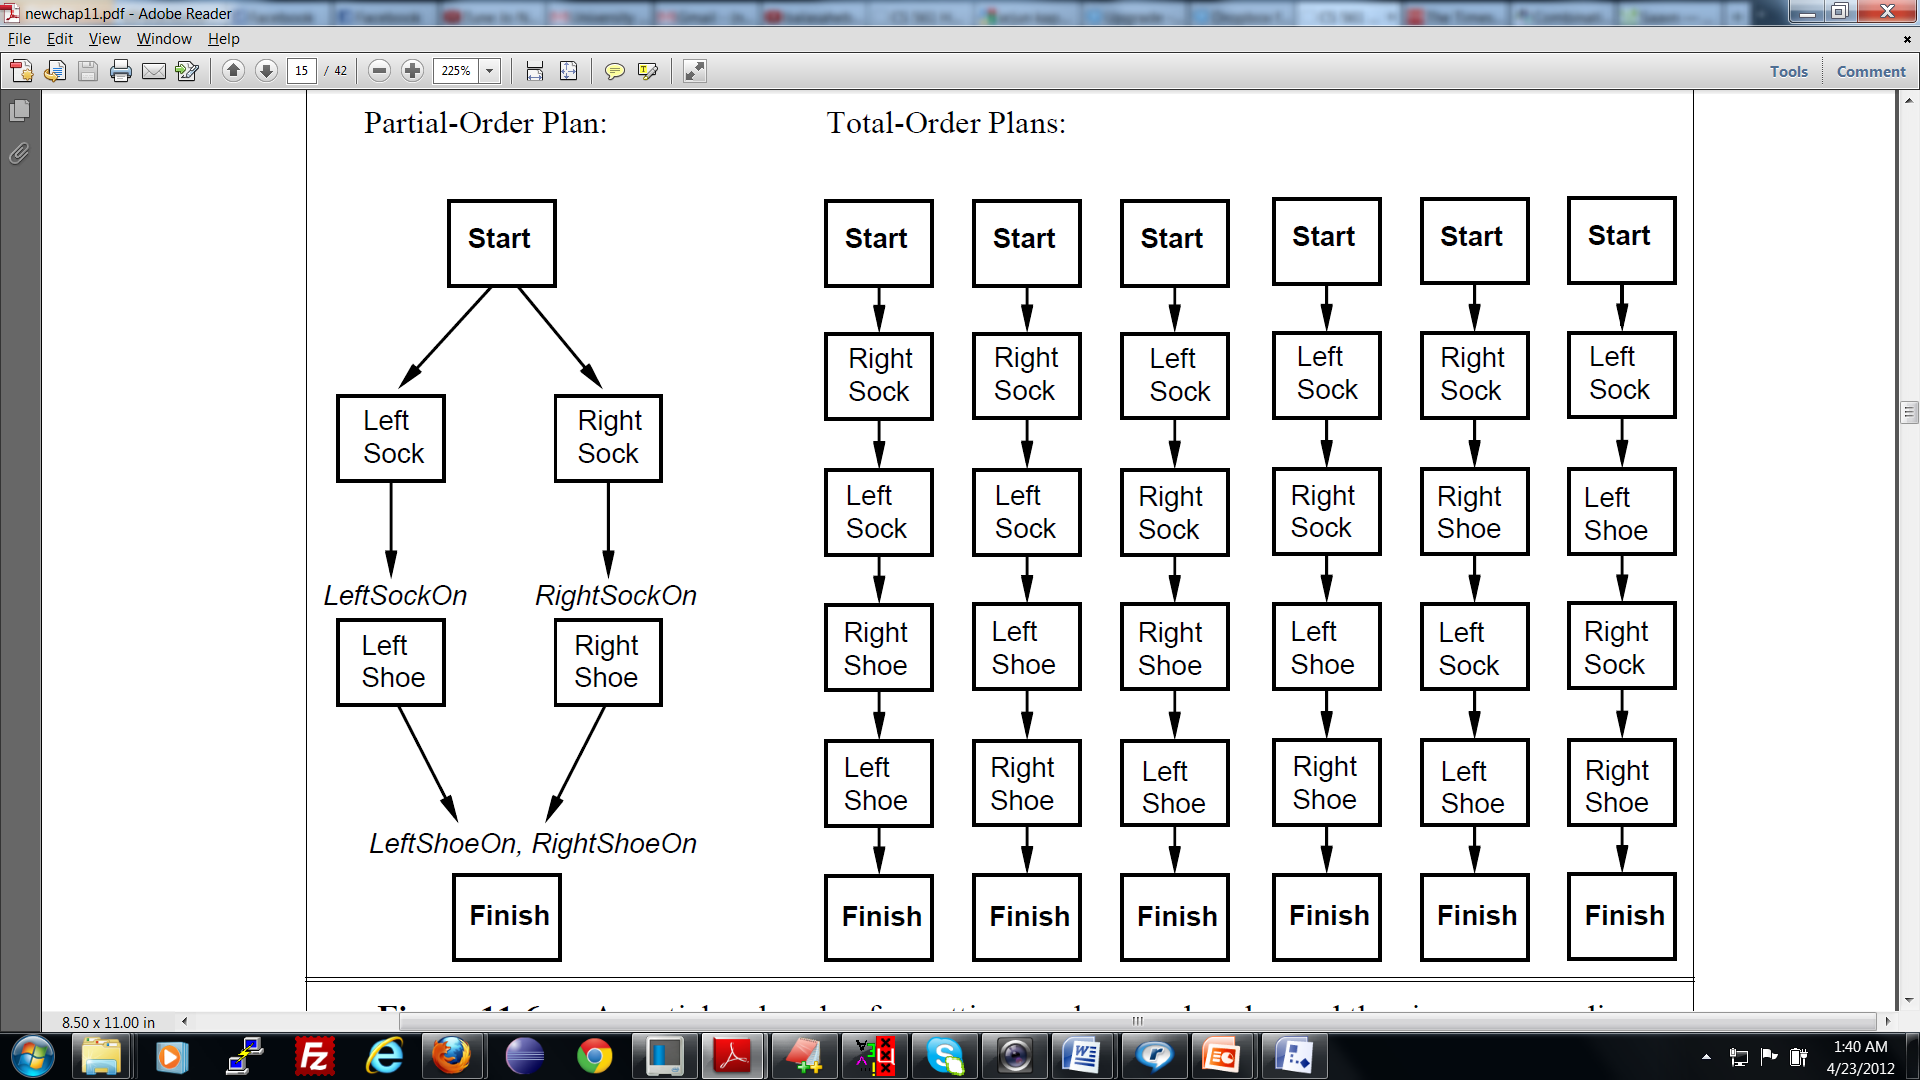 newchap11.pdf - Adobe Reader
File Edit View Window Help
15 / 42 225% Tools Comment
Partial-Order Plan:
Start
Left
Sock
Right
Sock
LeftSockOn
RightSockOn
Left
Shoe
Right
Shoe
LeftShoeOn, RightShoeOn
Finish
Total-Order Plans:
Start
Right
Sock
Left
Sock
Right
Shoe
Left
Shoe
Finish
Start
Right
Sock
Left
Sock
Left
Shoe
Right
Shoe
Finish
Start
Left
Sock
Right
Sock
Right
Shoe
Left
Shoe
Finish
Start
Left
Sock
Right
Sock
Left
Shoe
Right
Shoe
Finish
Start
Right
Sock
Right
Shoe
Left
Sock
Left
Shoe
Finish
Start
Left
Sock
Left
Shoe
Right
Sock
Right
Shoe
Finish
8.50 x 11.00 in
1:40 AM
4/23/2012